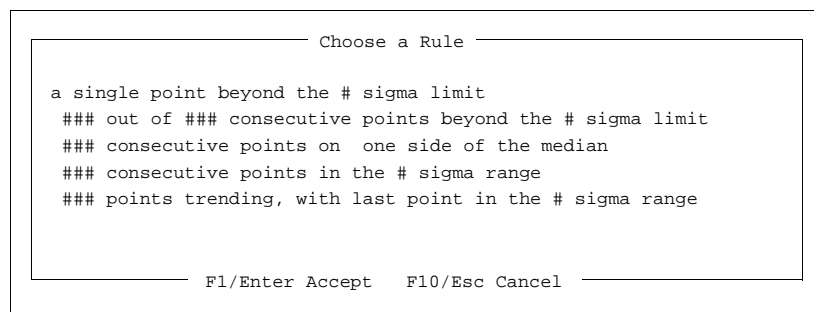 Choose a Rule
a single point beyond the # sigma limit
### out of ### consecutive points beyond the # sigma limit
### consecutive points on  one side of the median
### consecutive points in the # sigma range
### points trending, with last point in the # sigma range
F1/Enter Accept   F10/Esc Cancel